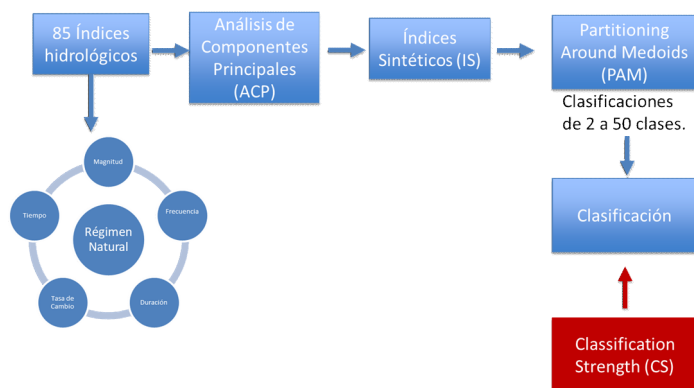 85 Índices
hidrológicos
Análisis de
Componentes
Principales
(ACP)
Índices
Sintéticos (IS)
Partitioning
Around Medoids
(PAM)
Clasificaciones
de 2 a 50 clases.
Magnitud
Tiempo
Frecuencia
Régimen
Natural
Tasa de
Cambio
Duración
Clasificación
Classification
Strength (CS)